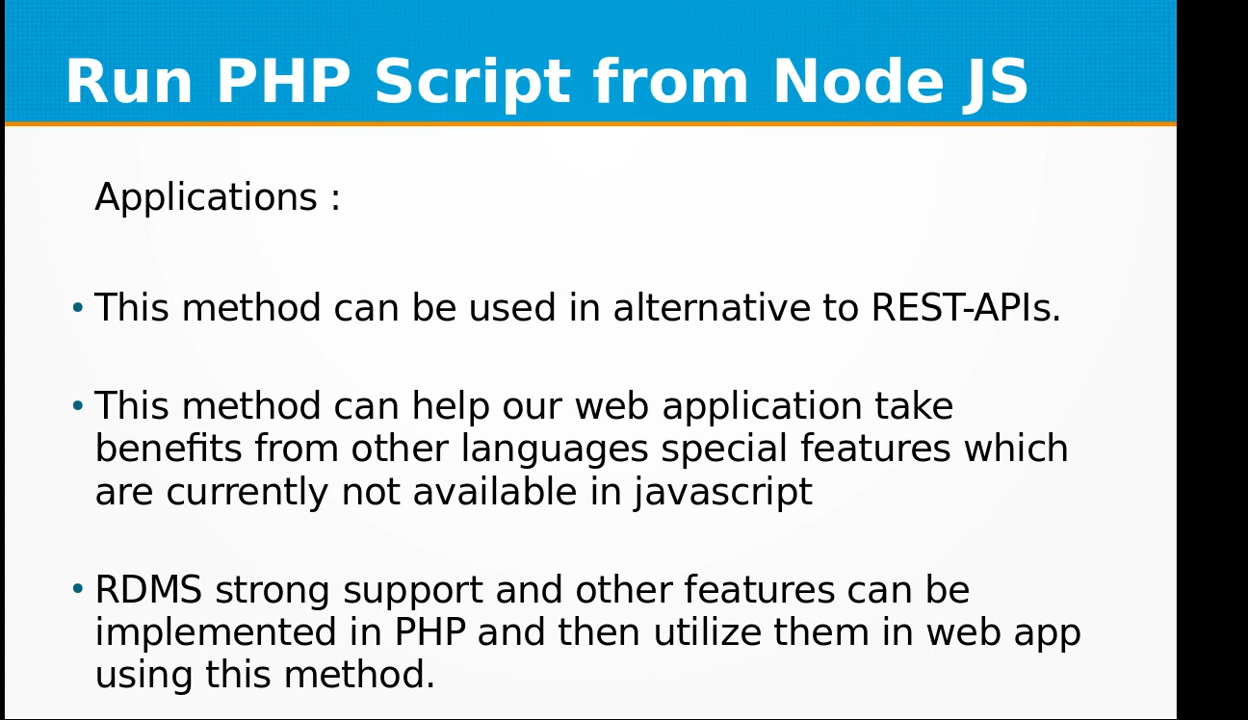 Run PHP Script from Node JS
Applications :
• This method can be used in alternative to REST-APIs.
• This method can help our web application take
benefits from other languages special features which
are currently not available in javascript
• RDMS strong support and other features can be
implemented in PHP and then utilize them in web app
using this method.